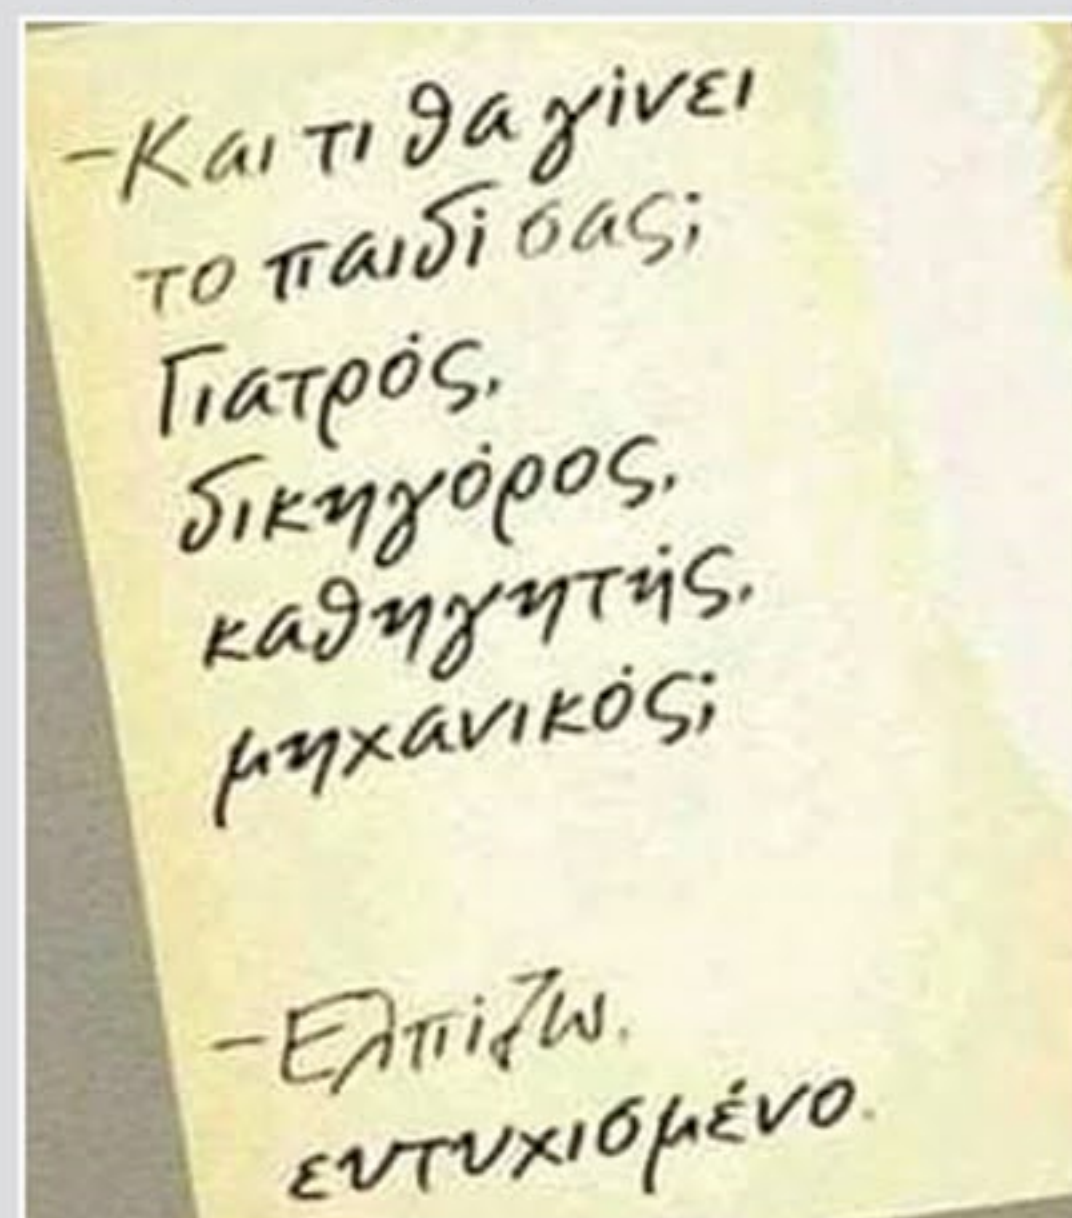 -Και τι θα γίνει
το παιδί σας;
Γιατρός,
δικηγόρος,
καθηγητής,
μηχανικός;
-Ελπίζω,
ευτυχισμένο.